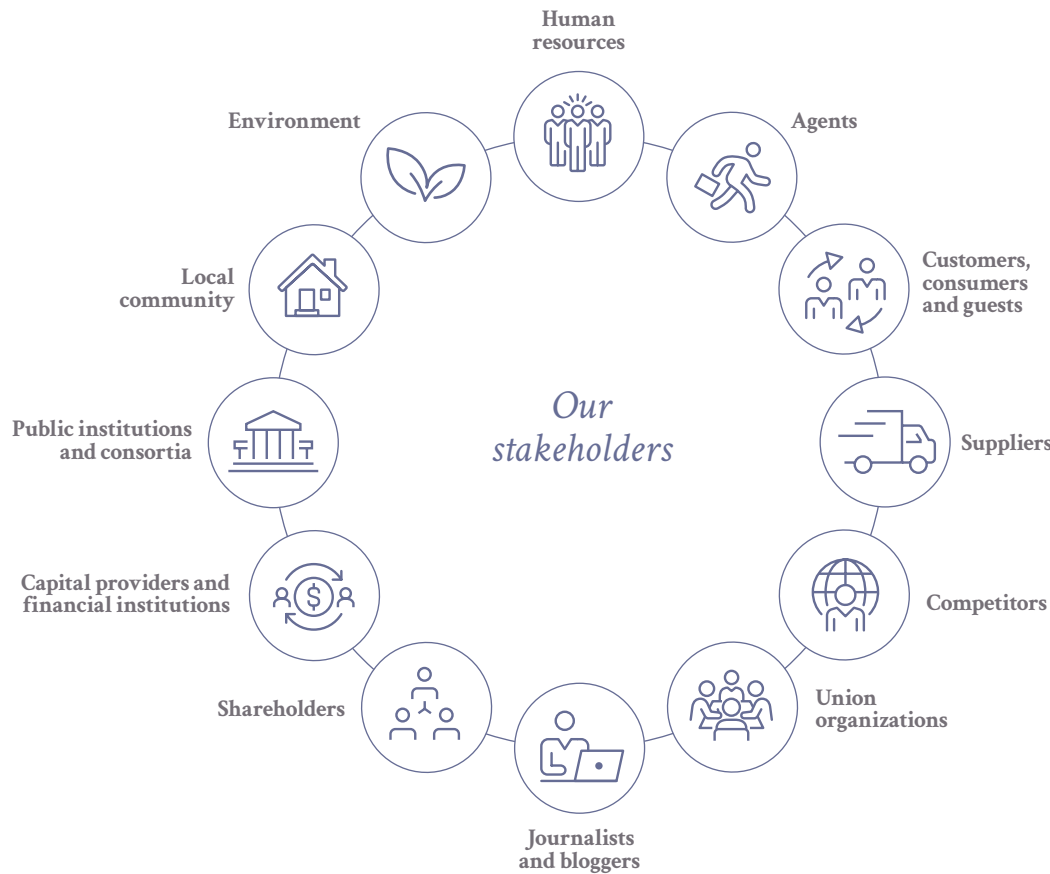 Human
resources
Environment
Agents
Local
community
Customers,
consumers
and guests
Our
stakeholders
Public institutions
and consortia
Suppliers
Capital providers and
financial institutions
Competitors
Shareholders
Union
organizations
Journalists
and bloggers
$